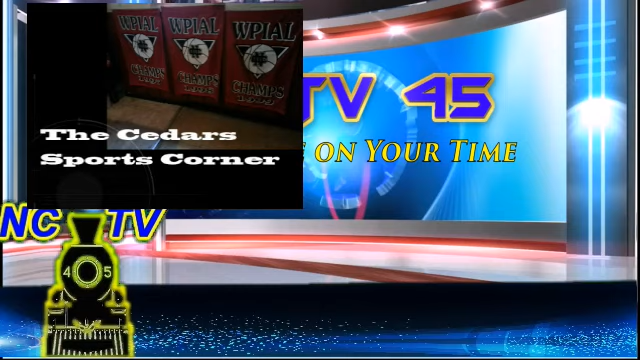 WPIAL WPIAL WPIAL
CHAMPS CHAMPS CHAMPS
The Cedars
Sports Corner
TV 45
ON YOUR TIME
NC TV
4 5